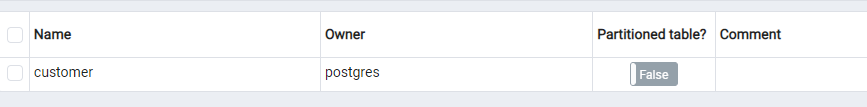 Name Owner Partitioned table? Comment
customer postgres False